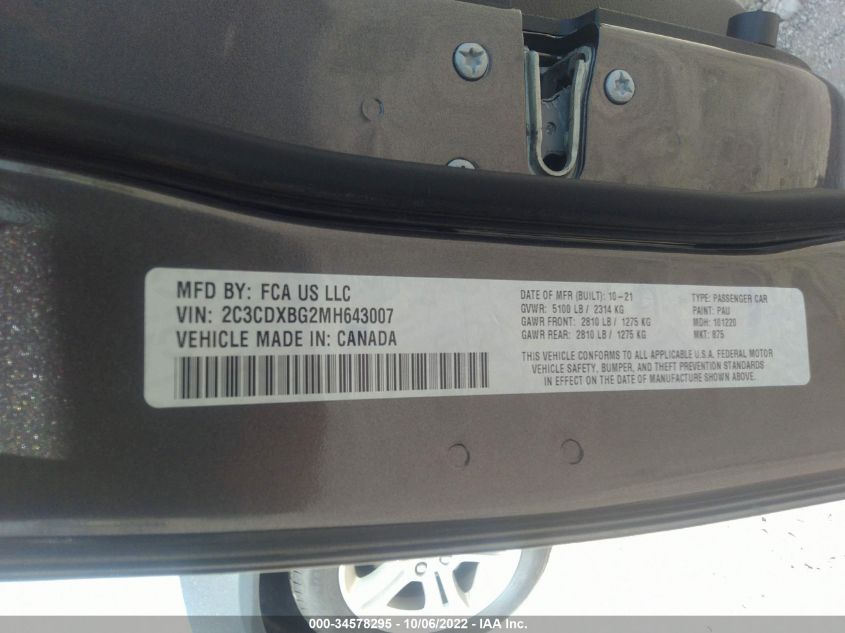 MFD BY: FCA US LLC
VIN: 2C3CDXBG2MH643007
VEHICLE MADE IN: CANADA
DATE OF MFR (BUILT): 10-21
GVWR: 5100 LB / 2314 KG
GAWR FRONT: 2810 LB / 1275 KG
GAWR REAR: 2810 LB / 1275 KG
TYPE: PASSENGER CAR
PAINT: PAU
MDH: 101220
MKT: 875
THIS VEHICLE CONFORMS TO ALL APPLICABLE U.S.A. FEDERAL MOTOR
VEHICLE SAFETY, BUMPER, AND THEFT PREVENTION STANDARDS
IN EFFECT ON THE DATE OF MANUFACTURE SHOWN ABOVE.
000-34578295 - 10/06/2022 - IAA Inc.